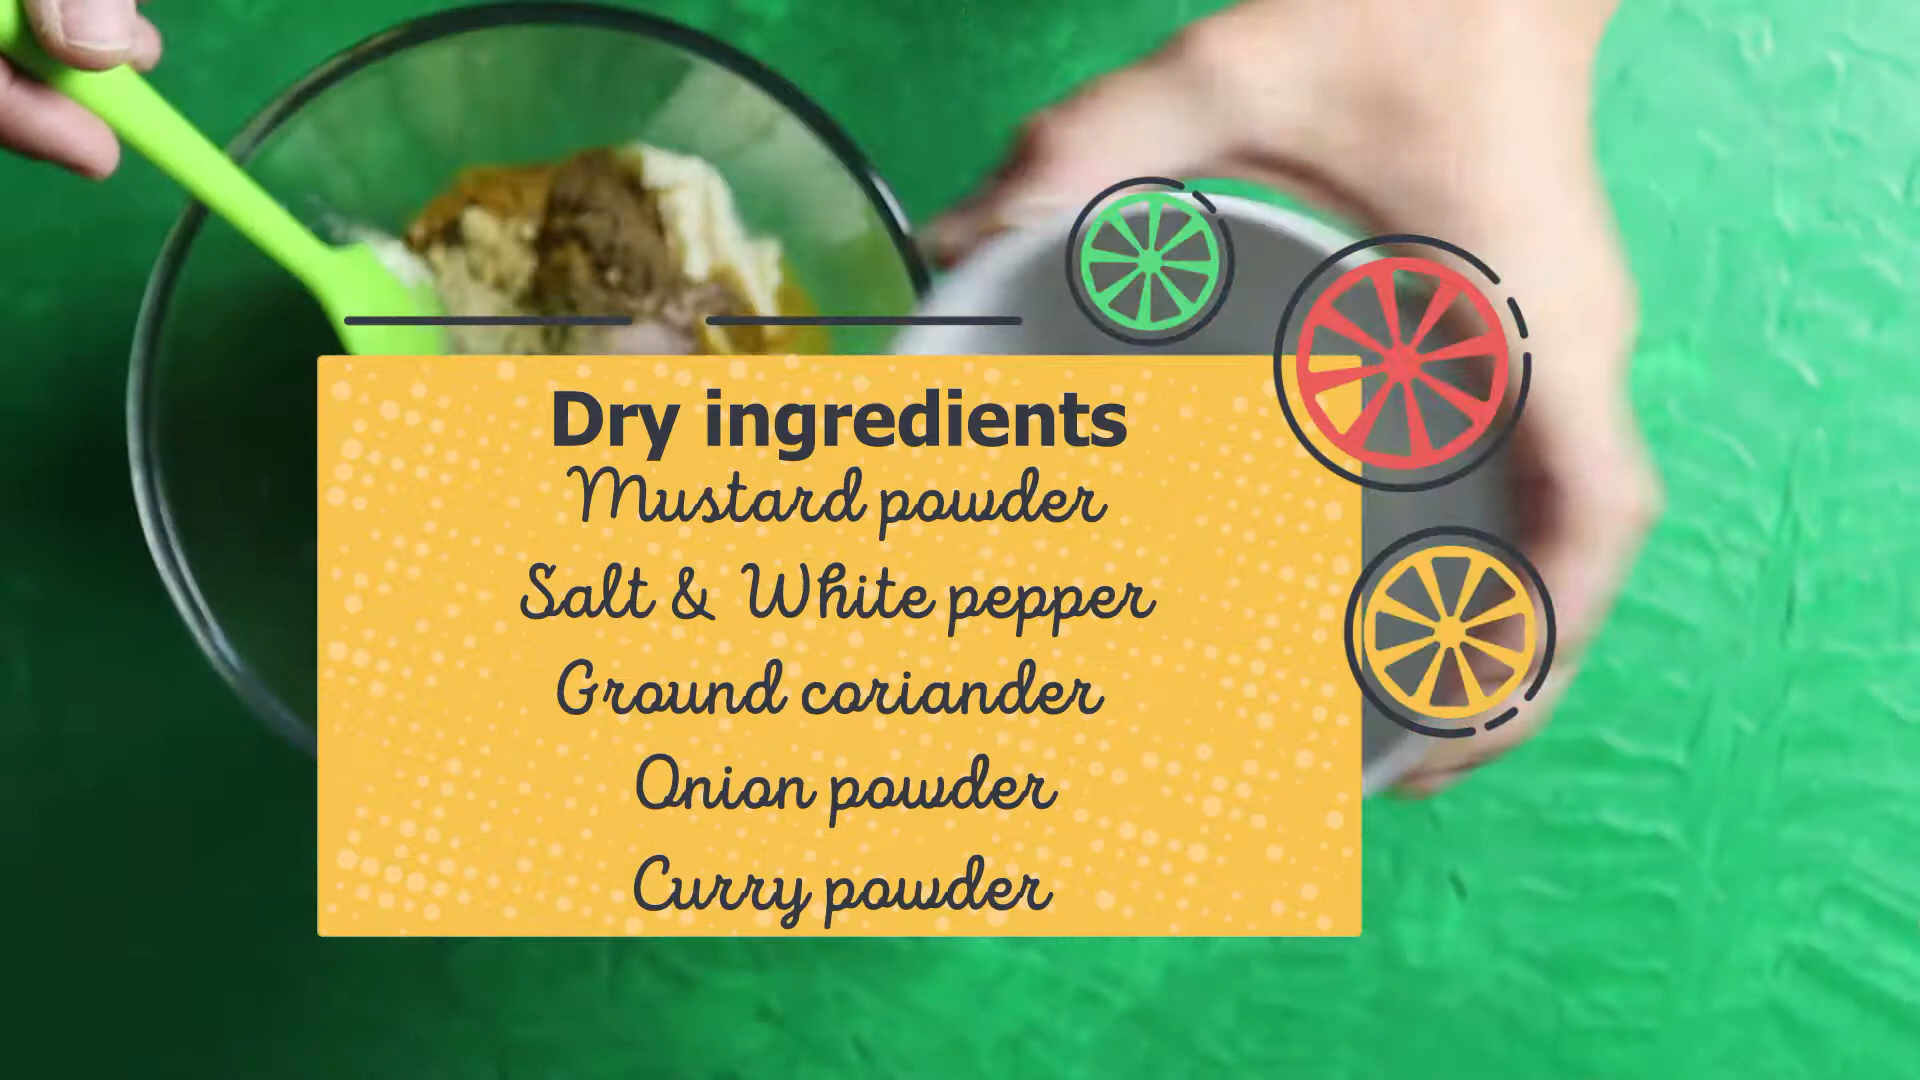 Dry ingredients
Mustard powder
Salt & White pepper
Ground coriander
Onion powder
Curry powder